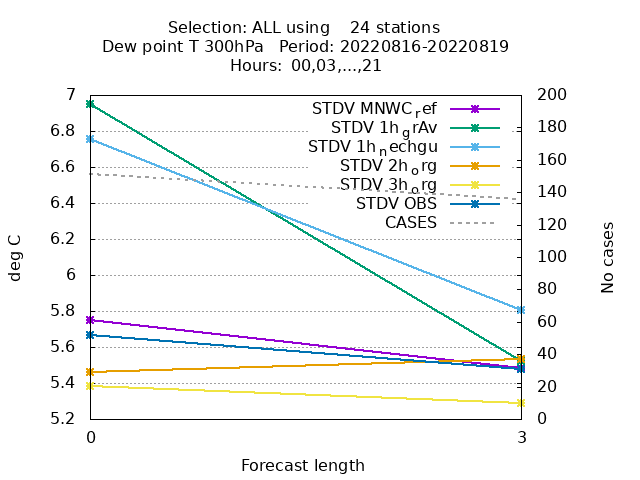 Selection: ALL using    24 stations
Dew point T 300hPa   Period: 20220816-20220819
Hours:  00,03,...,21
7
6.8
6.6
6.4
6.2
6
5.8
5.6
5.4
5.2
deg C
STDV MNWC_ref
STDV 1h_grAv
STDV 1h_nechgu
STDV 2h_org
STDV 3h_org
STDV OBS
CASES
200
180
160
140
120
100
80
60
40
20
0
No cases
0
3
Forecast length